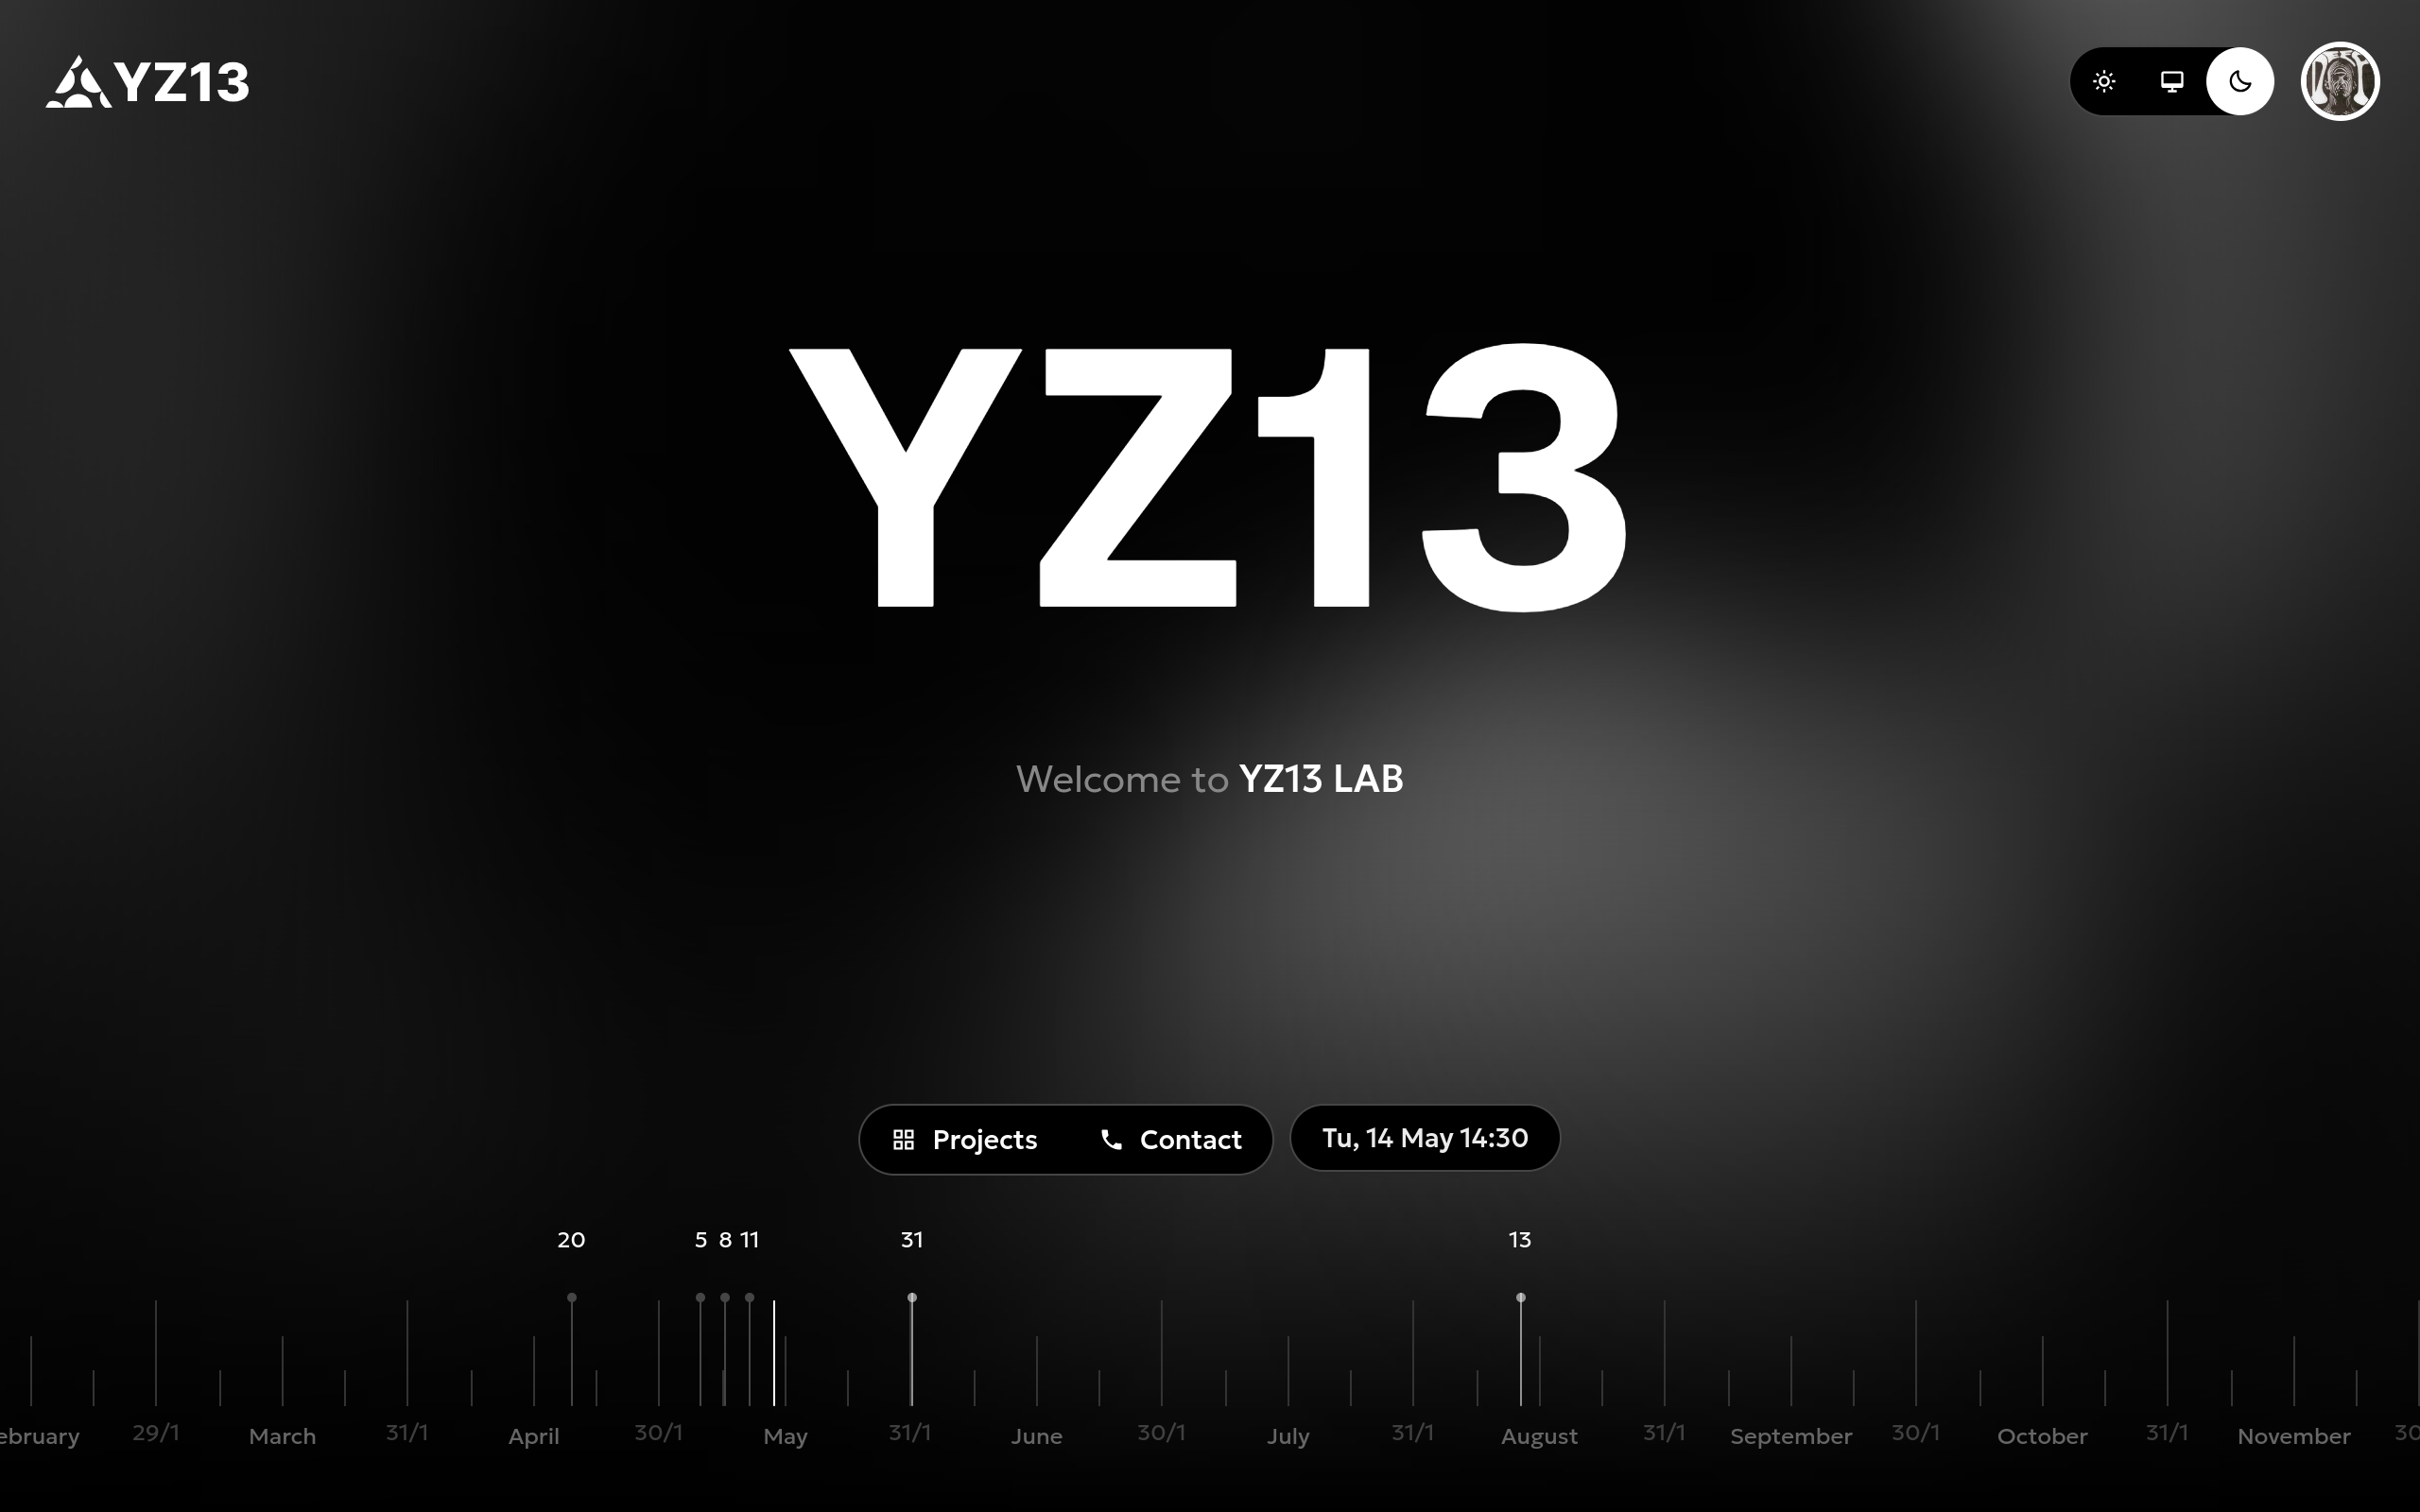 YZ13
YZ13
Welcome to YZ13 LAB
Projects Contact Tu, 14 May 14:30
20 5 8 11 31 13
ebruary 29/1 March 31/1 April 30/1 May 31/1 June 30/1 July 31/1 August 31/1 September 30/1 October 31/1 November 30